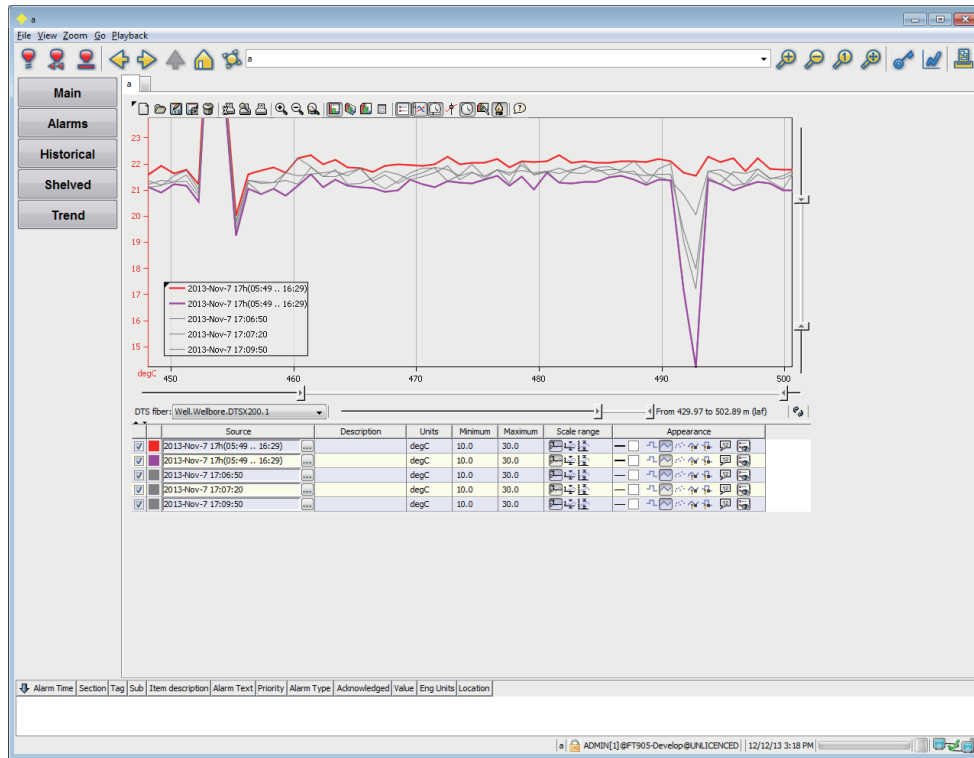 a
File View Zoom Go Playback
a
Main
Alarms
Historical
Shelved
Trend
a
23
22
21
20
19
18
17
16
15
degC
450
460
470
480
490
500
2013-Nov-7 17h(05:49 .. 16:29)
2013-Nov-7 17h(05:49 .. 16:29)
2013-Nov-7 17:06:50
2013-Nov-7 17:07:20
2013-Nov-7 17:09:50
DTS fiber: Well.Wellbore.DTSX200.1 From 429.97 to 502.89 m (laf)
Source Description Units Minimum Maximum Scale range Appearance
2013-Nov-7 17h(05:49 .. 16:29) ... degC 10.0 30.0
2013-Nov-7 17h(05:49 .. 16:29) ... degC 10.0 30.0
2013-Nov-7 17:06:50 ... degC 10.0 30.0
2013-Nov-7 17:07:20 ... degC 10.0 30.0
2013-Nov-7 17:09:50 ... degC 10.0 30.0
Alarm Time Section Tag Sub Item description Alarm Text Priority Alarm Type Acknowledged Value Eng Units Location
a ADMIN[1]@FT905-Develop@UNLICENCED 12/12/13 3:18 PM